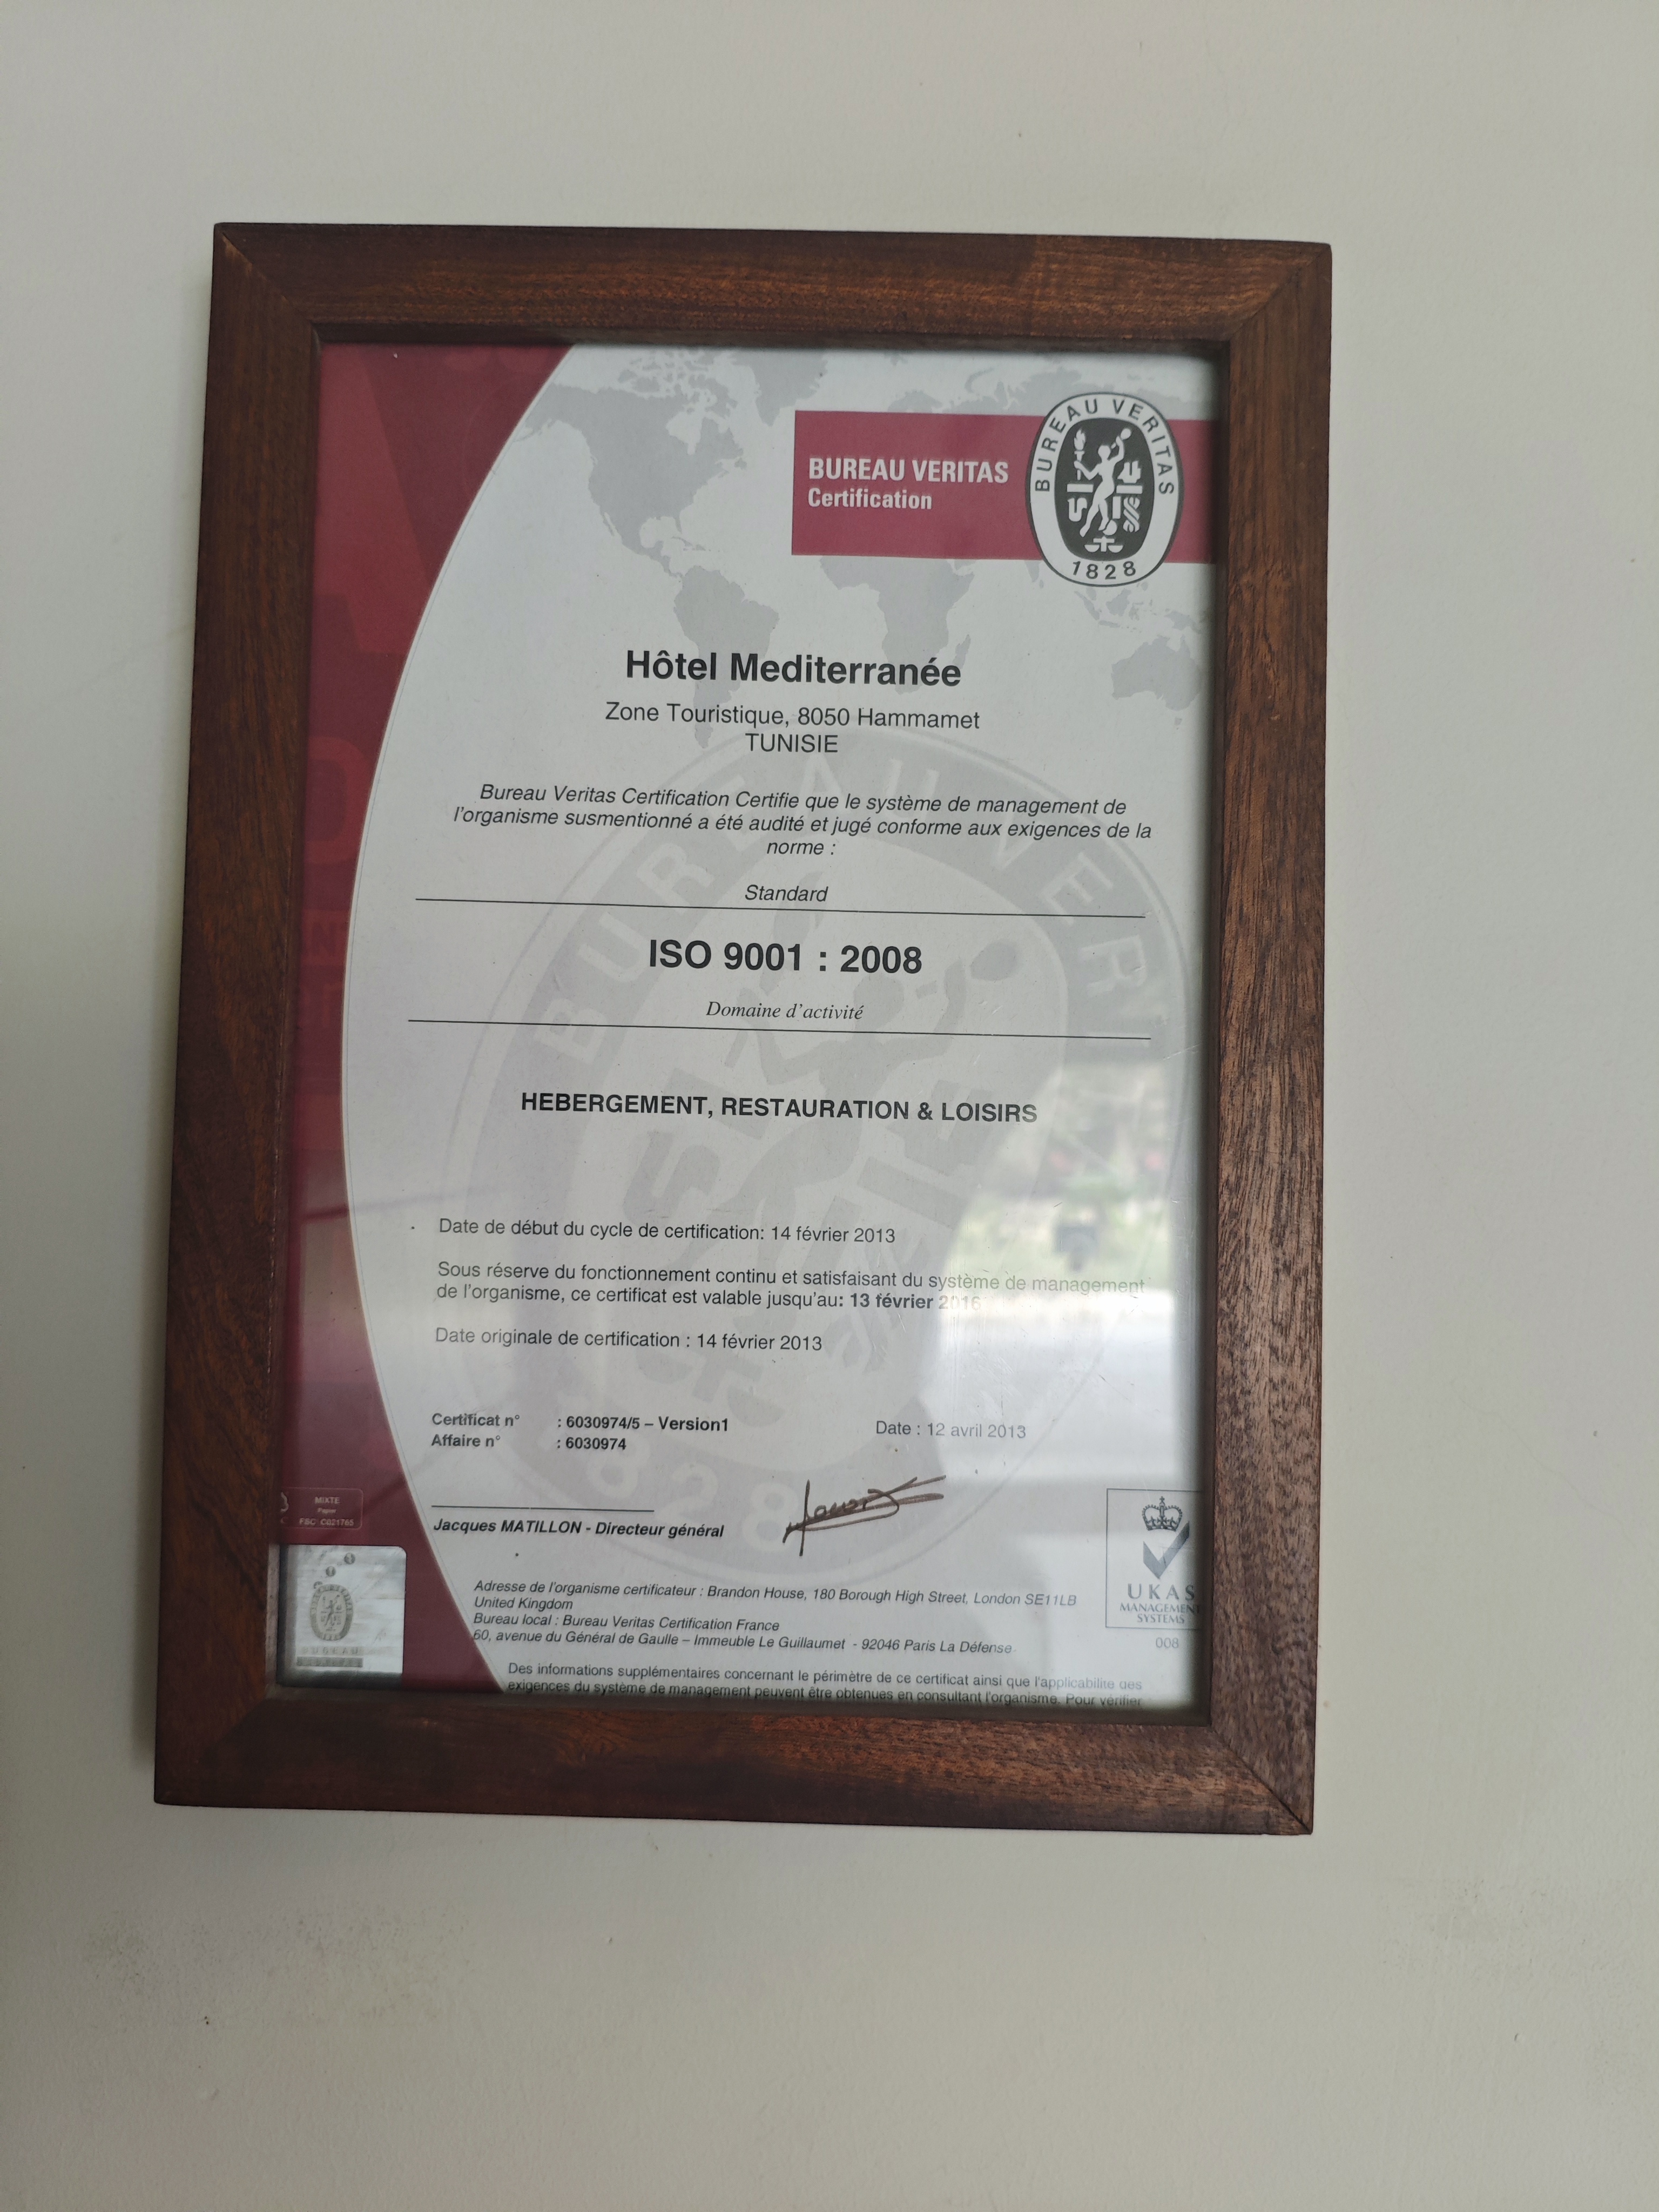 BUREAU VERITAS
Certification
BUREAU VERITAS
1828
Hôtel Mediterranée
Zone Touristique, 8050 Hammamet
TUNISIE
Bureau Veritas Certification Certifie que le système de management de
l'organisme susmentionné a été audité et jugé conforme aux exigences de la
norme :
Standard
ISO 9001 : 2008
Domaine d'activité
HEBERGEMENT, RESTAURATION & LOISIRS
Date de début du cycle de certification: 14 février 2013
Sous réserve du fonctionnement continu et satisfaisant du système de management
de l'organisme, ce certificat est valable jusqu'au: 13 février 2016
Date originale de certification : 14 février 2013
Certificat n° : 6030974/5 – Version1
Date : 12 avril 2013
Affaire n° : 6030974
Jacques MATILLON - Directeur général
MIXTE
Papier
FSC C021765
UKAS
MANAGEMENT
SYSTEMS
008
Adresse de l'organisme certificateur : Brandon House, 180 Borough High Street, London SE11LB
United Kingdom
Bureau local : Bureau Veritas Certification France
60, avenue du Général de Gaulle – Immeuble Le Guillaumet - 92046 Paris La Défense
Des informations supplémentaires concernant le périmètre de ce certificat ainsi que l'applicabilité des
exigences du système de management peuvent être obtenues en consultant l'organisme. Pour vérifier